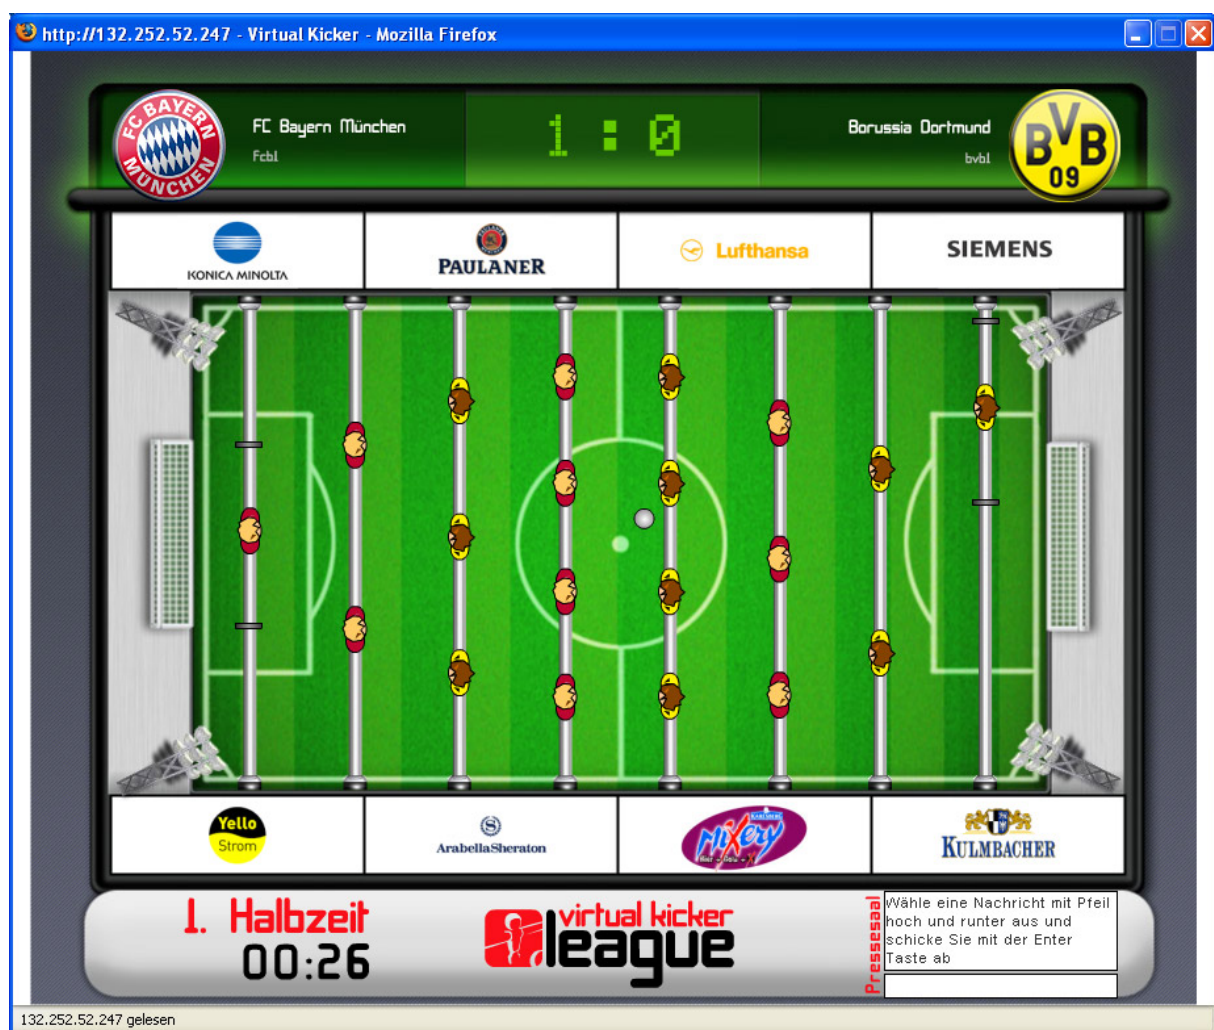 http://132.252.52.247 - Virtual Kicker - Mozilla Firefox
FC BAYERN
MÜNCHEN
FC Bayern München
Fcb1
1 : 0
Borussia Dortmund
bvb1
BVB
09
KONICA MINOLTA
PAULANER
Lufthansa
SIEMENS
Yello
Strom
S
ArabellaSheraton
KARLSBERG
MiXery
KULMBACHER
1. Halbzeit
00:26
virtual kicker
league
Pressesaal
Wähle eine Nachricht mit Pfeil
hoch und runter aus und
schicke Sie mit der Enter
Taste ab
132.252.52.247 gelesen